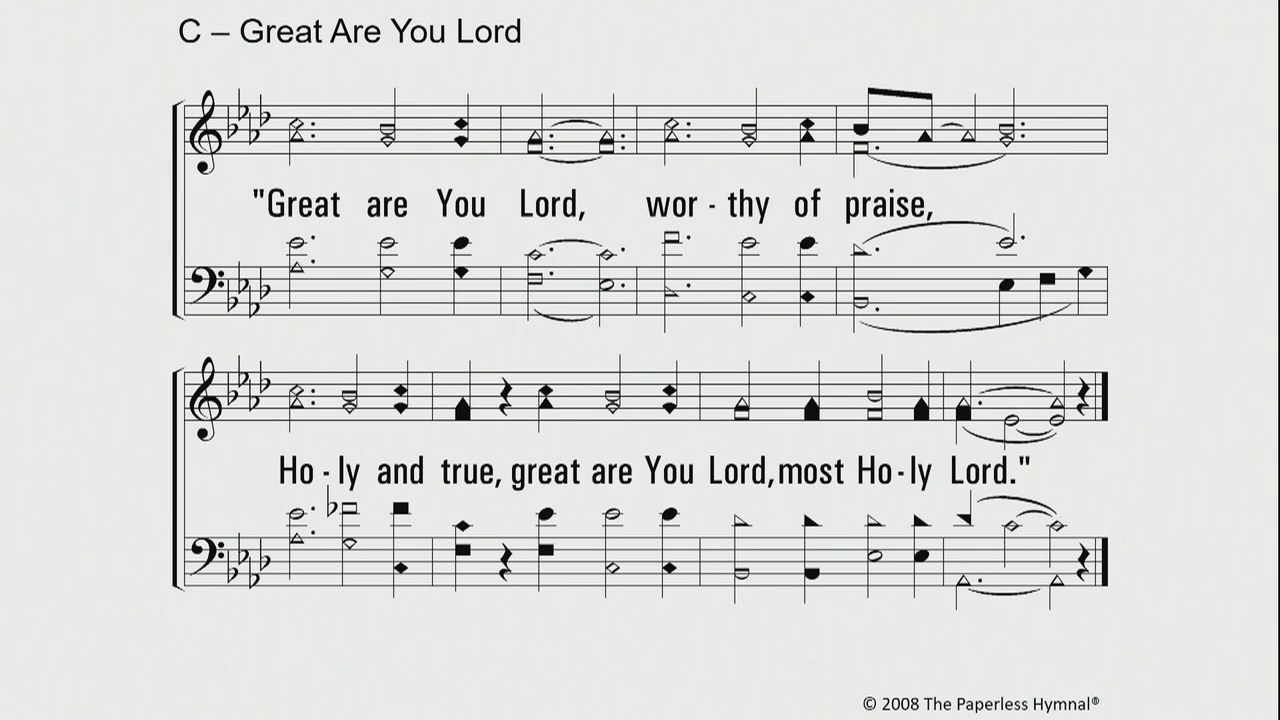 C – Great Are You Lord
"Great are You Lord, wor - thy of praise,
Ho - ly and true, great are You Lord, most Ho - ly Lord."
© 2008 The Paperless Hymnal®